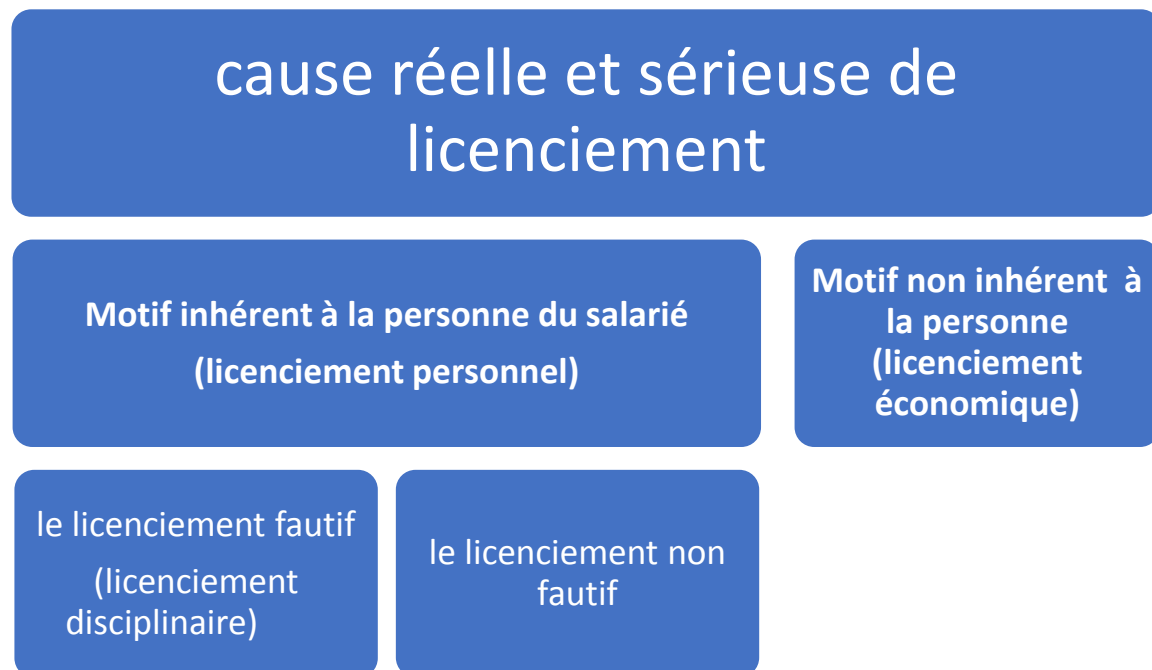 cause réelle et sérieuse de
licenciement
Motif inhérent à la personne du salarié
(licenciement personnel)
Motif non inhérent à
la personne
(licenciement
économique)
le licenciement fautif
(licenciement
disciplinaire)
le licenciement non
fautif